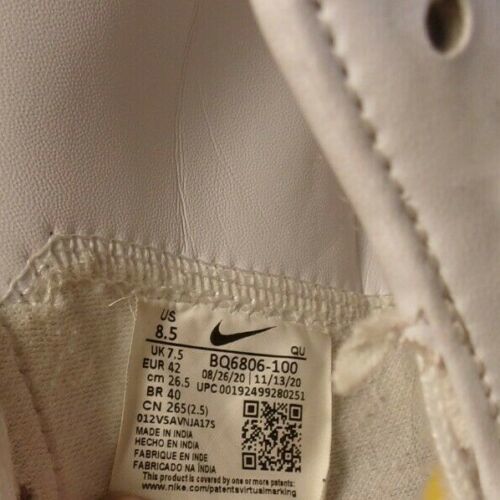 US
8.5
QU
UK 7.5
BQ6806-100
EUR 42
08/26/20 | 11/13/20
cm 26.5
UPC 00192499280251
BR 40
CN 265(2.5)
012VSAVNJA17S
MADE IN INDIA
HECHO EN INDIA
FABRIQUE EN INDE
FABRICADO NA ÍNDIA
This product is covered by one or more patents:
www.nike.com/patentsvirtualmarking